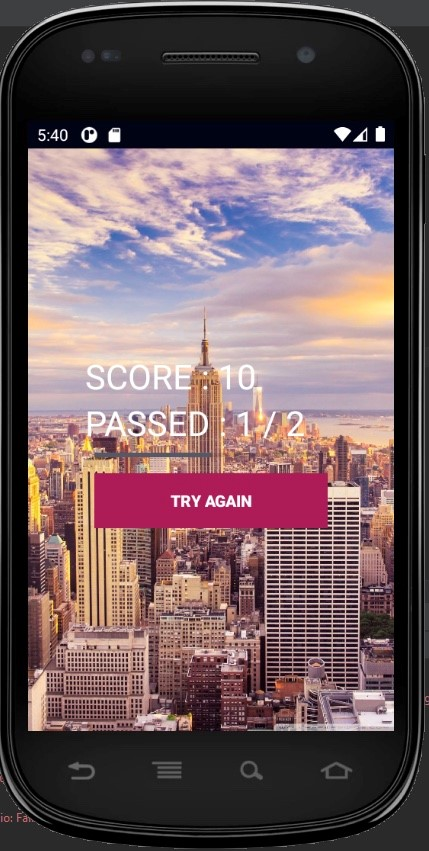 5:40
SCORE : 10
PASSED : 1 / 2
TRY AGAIN